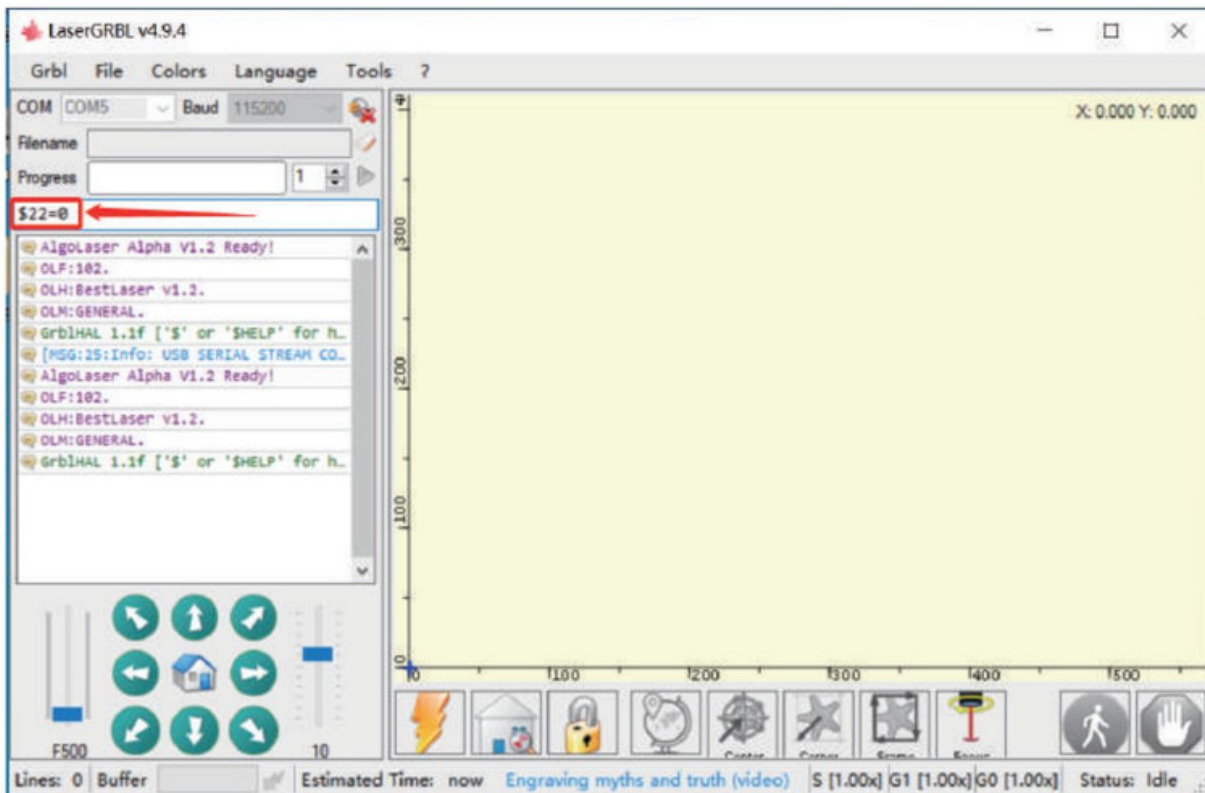 LaserGRBL v4.9.4
Grbl File Colors Language Tools ?
COM COM5 Baud 115200
Filename
Progress 1
$22=0
AlgoLaser Alpha V1.2 Ready!
OLF:102.
OLH:BestLaser v1.2.
OLM:GENERAL.
GrblHAL 1.1f ['$' or '$HELP' for h…
[MSG:25:Info: USB SERIAL STREAM CO…
AlgoLaser Alpha V1.2 Ready!
OLF:102.
OLH:BestLaser v1.2.
OLM:GENERAL.
GrblHAL 1.1f ['$' or '$HELP' for h…
F500
10
X: 0.000 Y: 0.000
300
200
100
0
0 100 200 300 400 500
Center Corner Frame Focus
Lines: 0 Buffer Estimated Time: now Engraving myths and truth (video) S [1.00x] G1 [1.00x] G0 [1.00x] Status: Idle